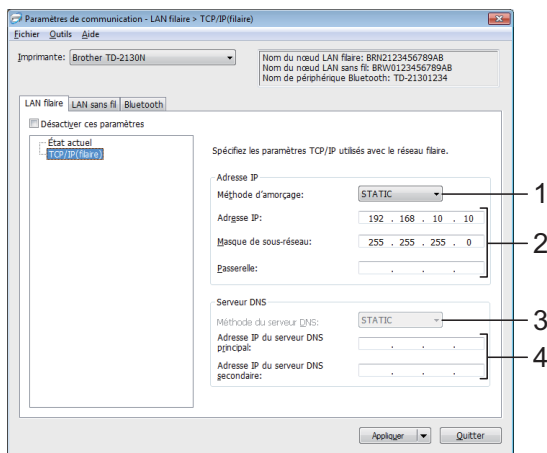 Paramètres de communication - LAN filaire > TCP/IP(filaire)
Fichier Outils Aide
Imprimante: Brother TD-2130N
Nom du nœud LAN filaire: BRN2123456789AB
Nom du nœud LAN sans fil: BRW0123456789AB
Nom de périphérique Bluetooth: TD-21301234
LAN filaire LAN sans fil Bluetooth
Désactiver ces paramètres
État actuel
TCP/IP(filaire)
Spécifiez les paramètres TCP/IP utilisés avec le réseau filaire.
Adresse IP
Méthode d'amorçage: STATIC 1
Adresse IP: 192 . 168 . 10 . 10
Masque de sous-réseau: 255 . 255 . 255 . 0 2
Passerelle: . . .
Serveur DNS
Méthode du serveur DNS: STATIC 3
Adresse IP du serveur DNS
principal: . . .
4
Adresse IP du serveur DNS
secondaire: . . .
Appliquer Quitter